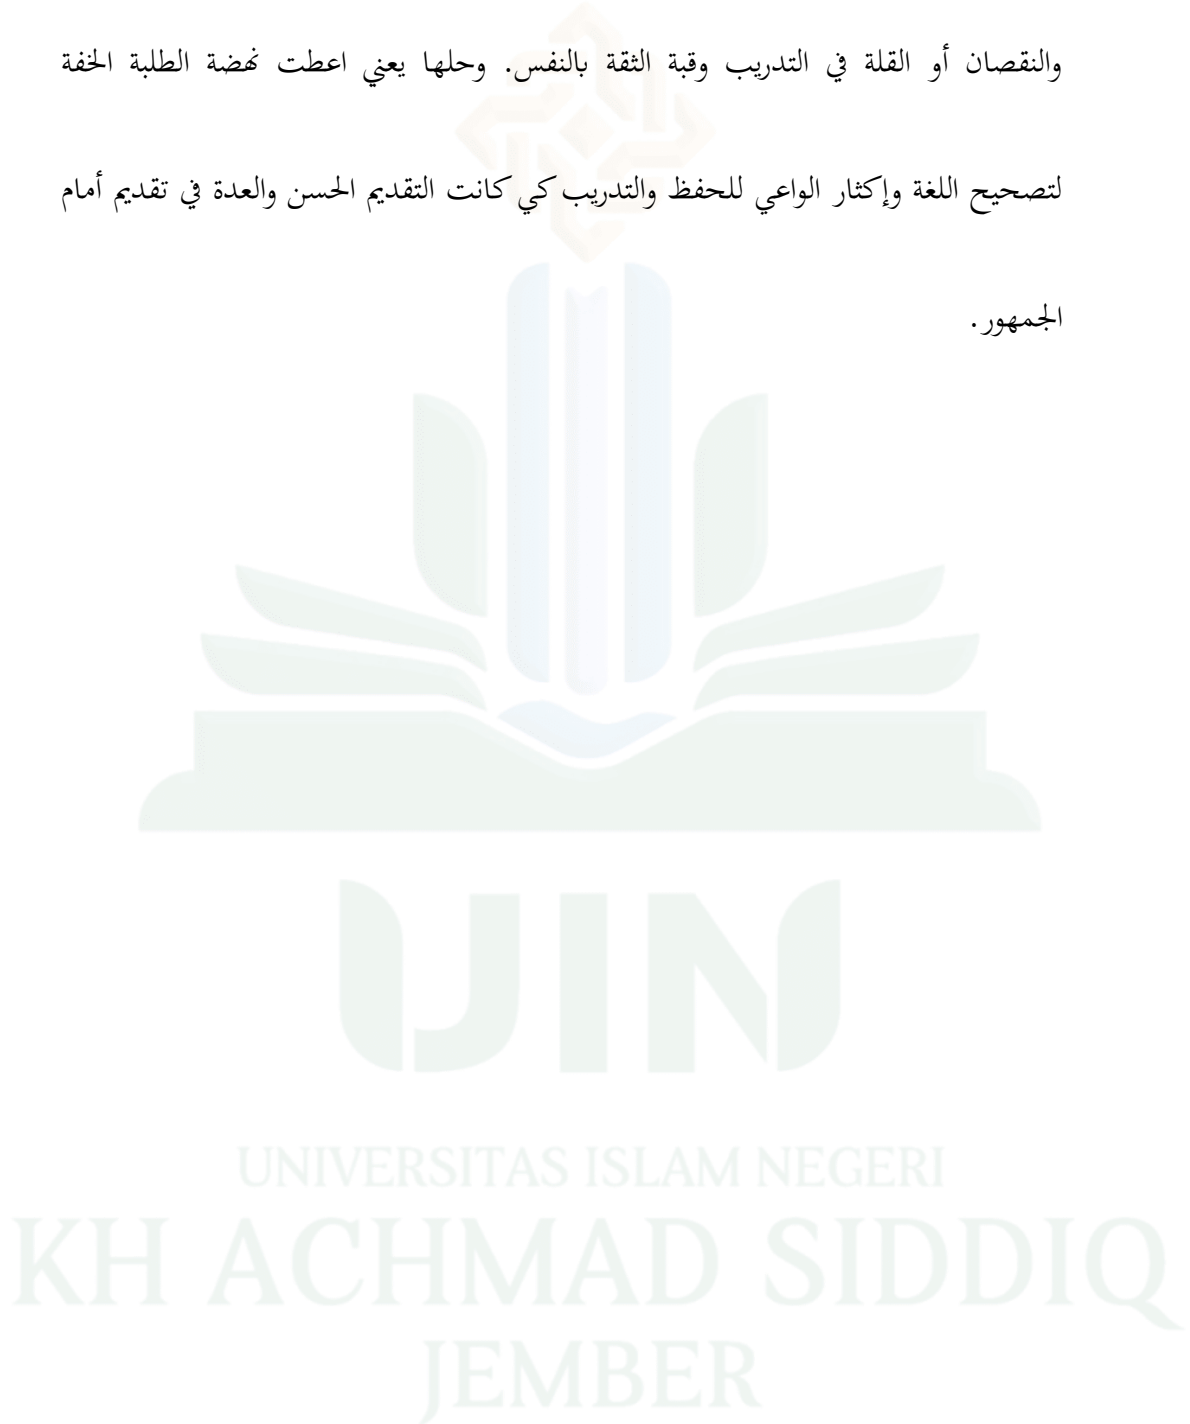 والنقصان أو القلة في التدريب وقبة الثقة بالنفس. وحلها يعني اعطت نهضة الطلبة الخفة
لتصحيح اللغة وإكثار الواعي للحفظ والتدريب كي كانت التقديم الحسن والعدة في تقديم أمام
الجمهور.
UIN
UNIVERSITAS ISLAM NEGERI
KH ACHMAD SIDDIQ
JEMBER